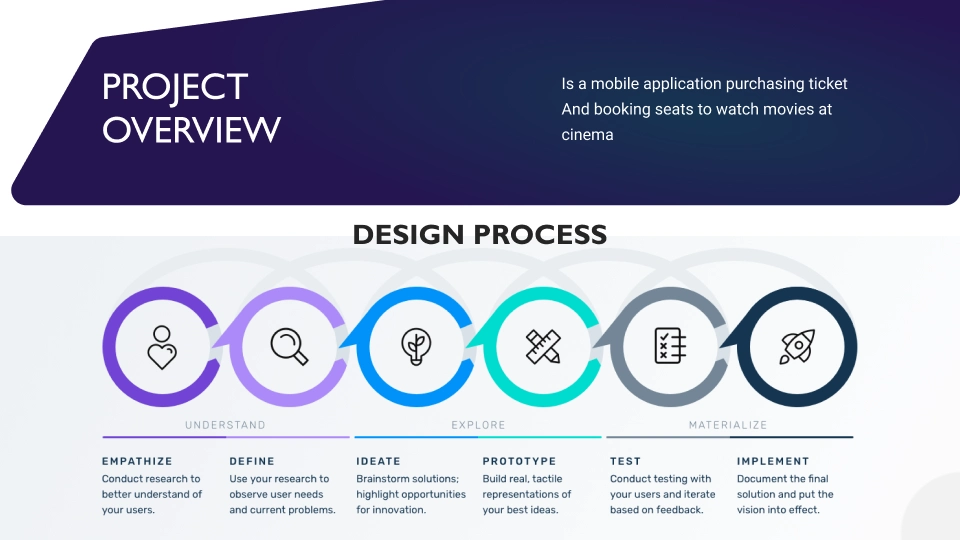 PROJECT
OVERVIEW
Is a mobile application purchasing ticket
And booking seats to watch movies at
cinema
DESIGN PROCESS
UNDERSTAND
EXPLORE
MATERIALIZE
EMPATHIZE
Conduct research to
better understand of
your users.
DEFINE
Use your research to
observe user needs
and current problems.
IDEATE
Brainstorm solutions;
highlight opportunities
for innovation.
PROTOTYPE
Build real, tactile
representations of
your best ideas.
TEST
Conduct testing with
your users and iterate
based on feedback.
IMPLEMENT
Document the final
solution and put the
vision into effect.